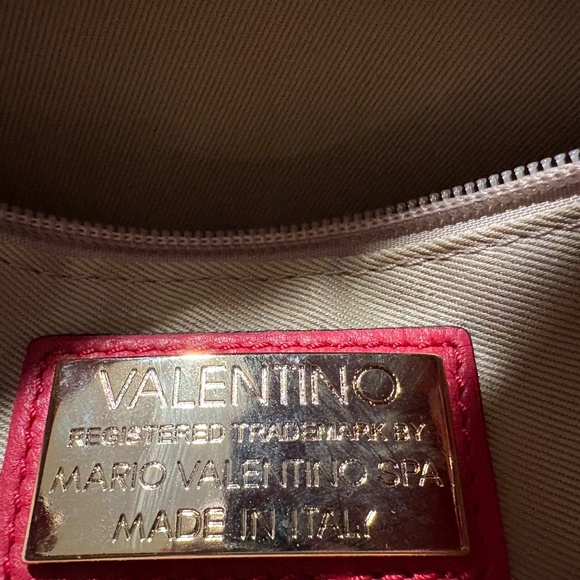 VALENTINO
REGISTERED TRADEMARK BY
MARIO VALENTINO SPA
MADE IN ITALY